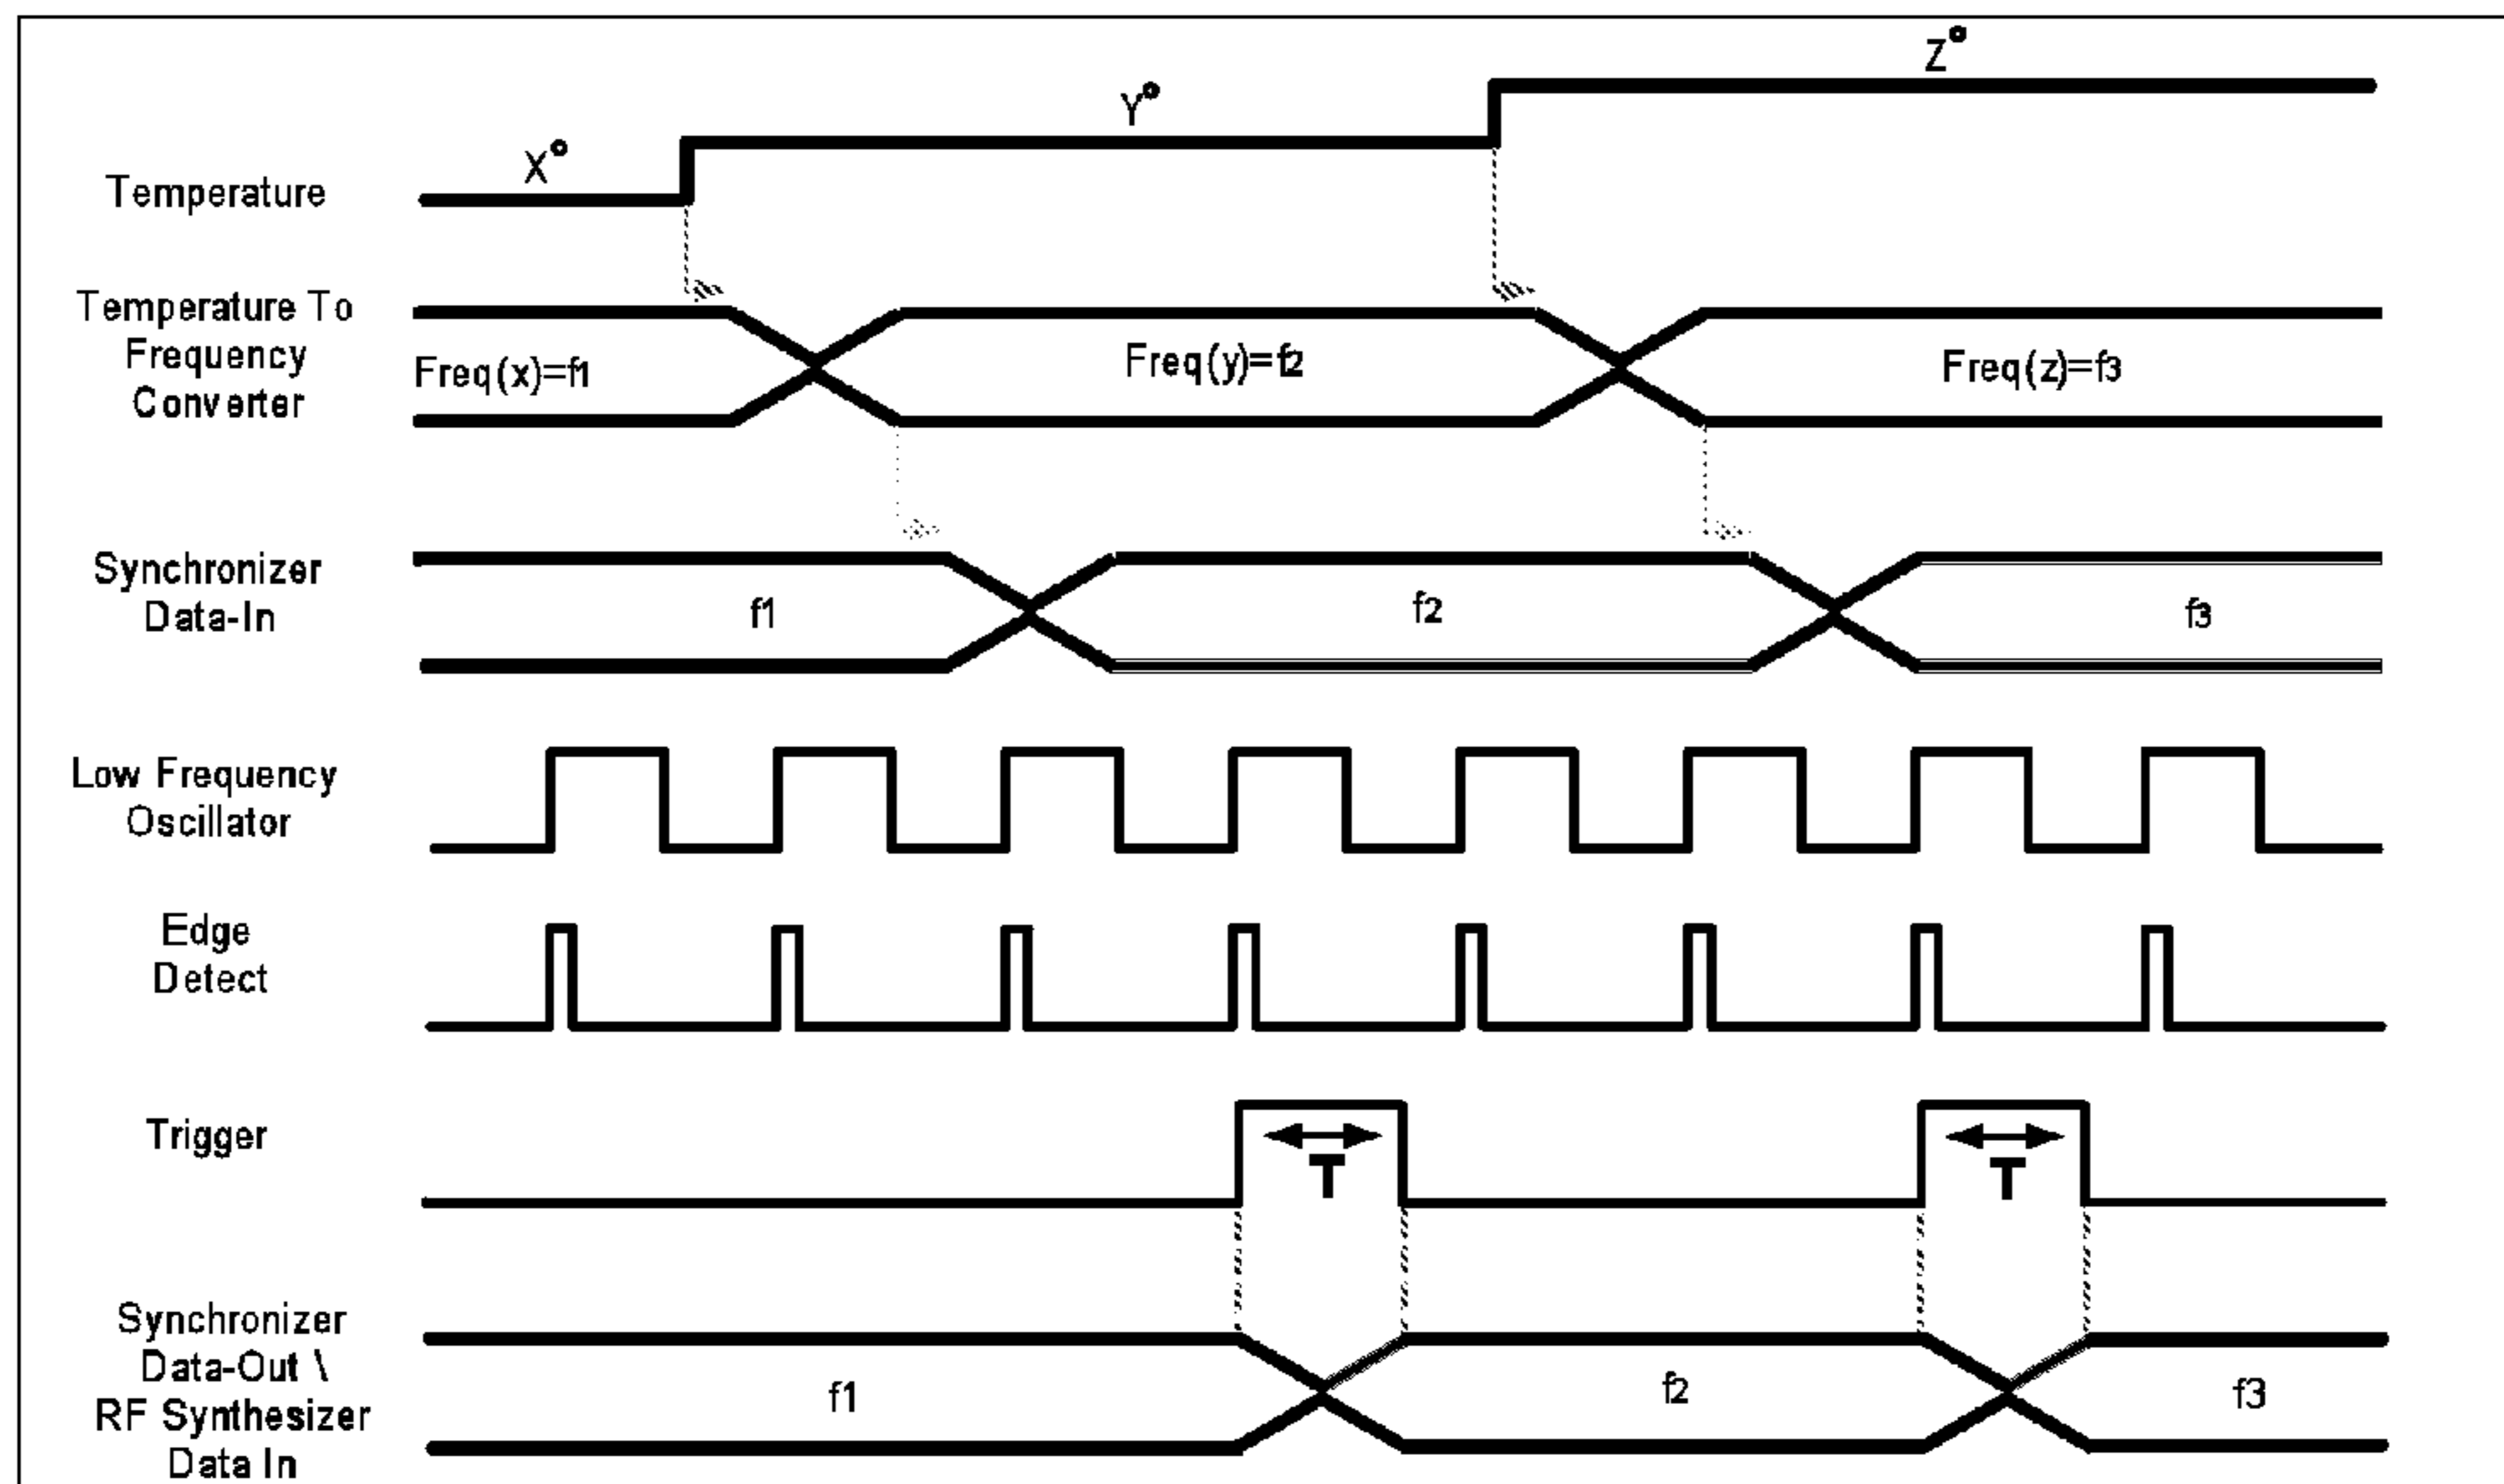 Z°
Y°
X°
Temperature
Temperature To
Frequency
Converter
Freq(x)=f1
Freq(y)=f2
Freq(z)=f3
Synchronizer
Data-In
f1
f2
f3
Low Frequency
Oscillator
Edge
Detect
Trigger
T
T
Synchronizer
Data-Out \
RF Synthesizer
Data In
f1
f2
f3